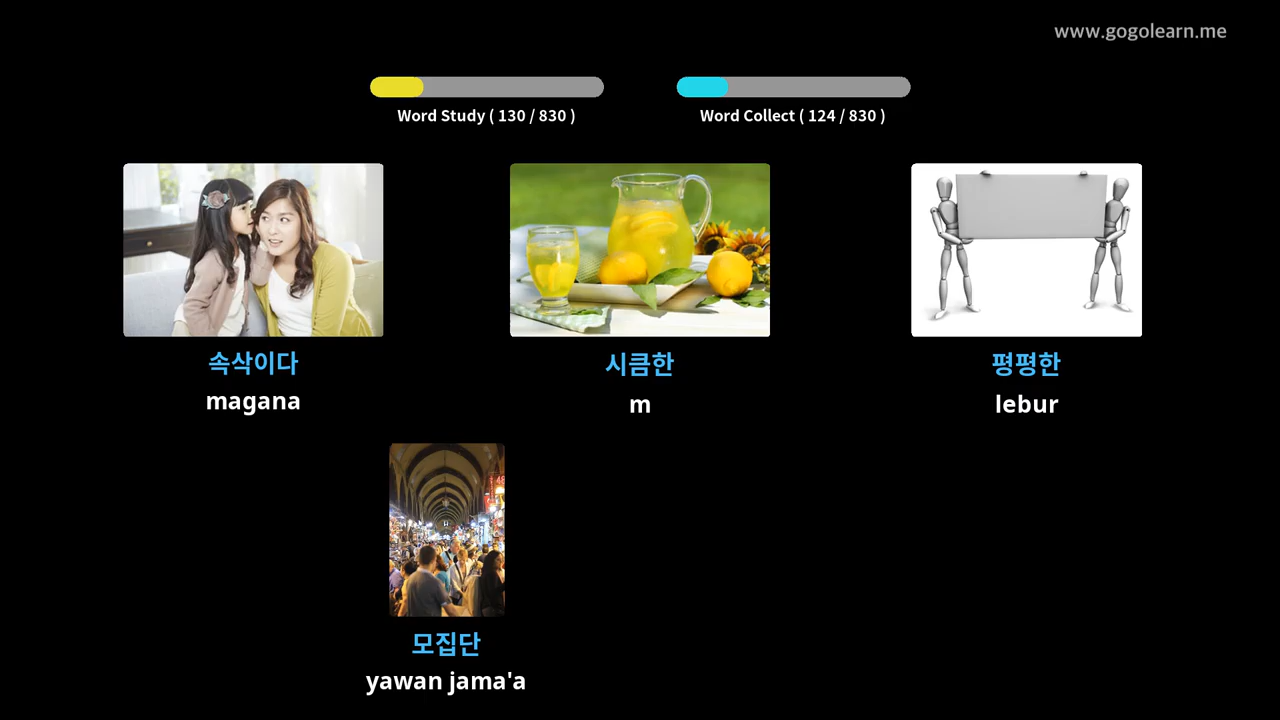 www.gogolearn.me
Word Study ( 130 / 830 )
Word Collect ( 124 / 830 )
속삭이다
magana
시큼한
m
평평한
lebur
모집단
yawan jama'a